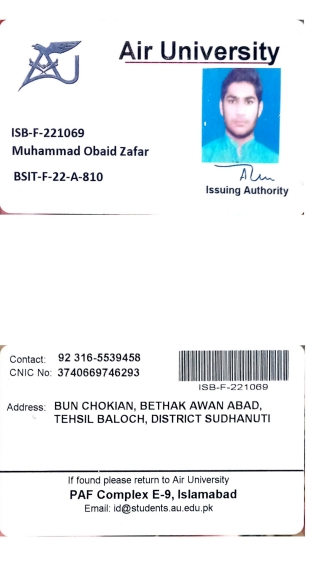 Air University
ISB-F-221069
Muhammad Obaid Zafar
BSIT-F-22-A-810
Issuing Authority
Contact: 92 316-5539458
CNIC No: 3740669746293
ISB-F-221069
Address: BUN CHOKIAN, BETHAK AWAN ABAD,
TEHSIL BALOCH, DISTRICT SUDHANUTI
If found please return to Air University
PAF Complex E-9, Islamabad
Email: id@students.au.edu.pk